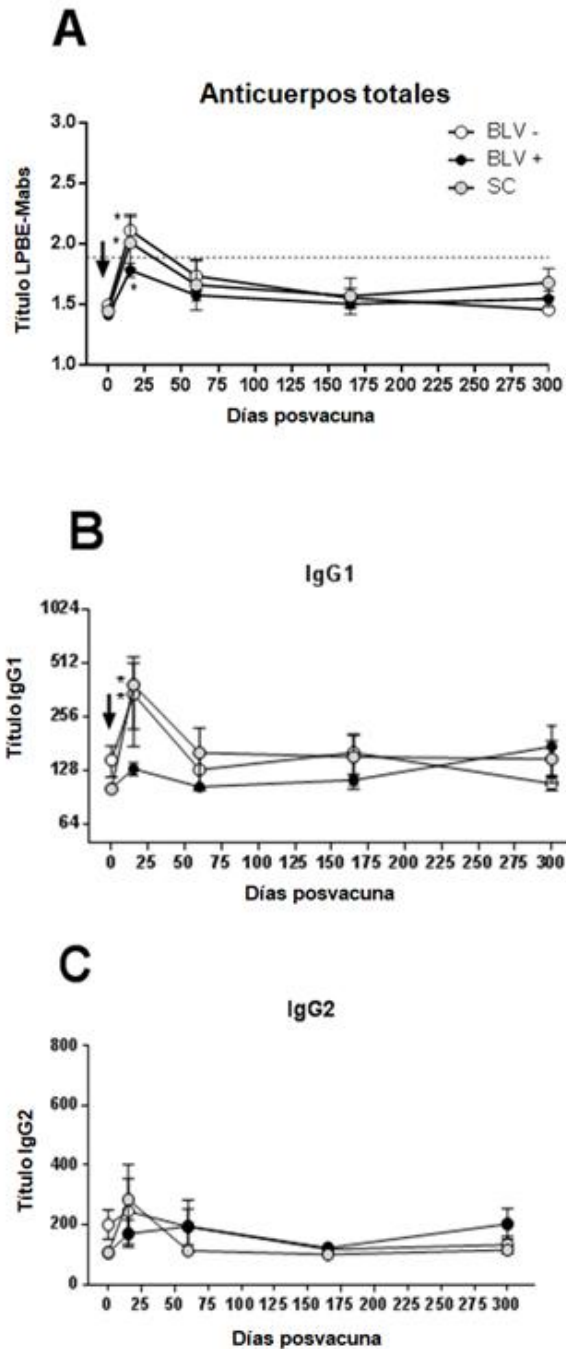 A
Anticuerpos totales
3.0
2.5
2.0
1.5
1.0
Título LPBE-Mabs
BLV -
BLV +
SC
*
*
*
0 25 50 75 100 125 150 175 200 225 250 275 300
Días posvacuna
B
IgG1
1024
512
256
128
64
Título IgG1
*
*
0 25 50 75 100 125 150 175 200 225 250 275 300
Días posvacuna
C
IgG2
800
600
400
200
0
Título IgG2
0 25 50 75 100 125 150 175 200 225 250 275 300
Días posvacuna